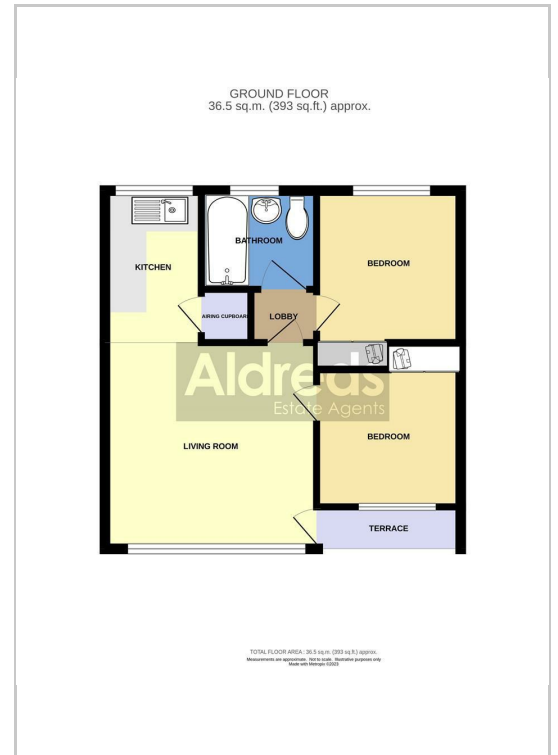 GROUND FLOOR
36.5 sq.m. (393 sq.ft.) approx.
BATHROOM
KITCHEN
BEDROOM
AIRING CUPBOARD
LOBBY
Aldreds
Estate Agents
BEDROOM
LIVING ROOM
TERRACE
TOTAL FLOOR AREA : 36.5 sq.m. (393 sq.ft.) approx.
Measurements are approximate. Not to scale. Illustrative purposes only
Made with Metropix ©2023